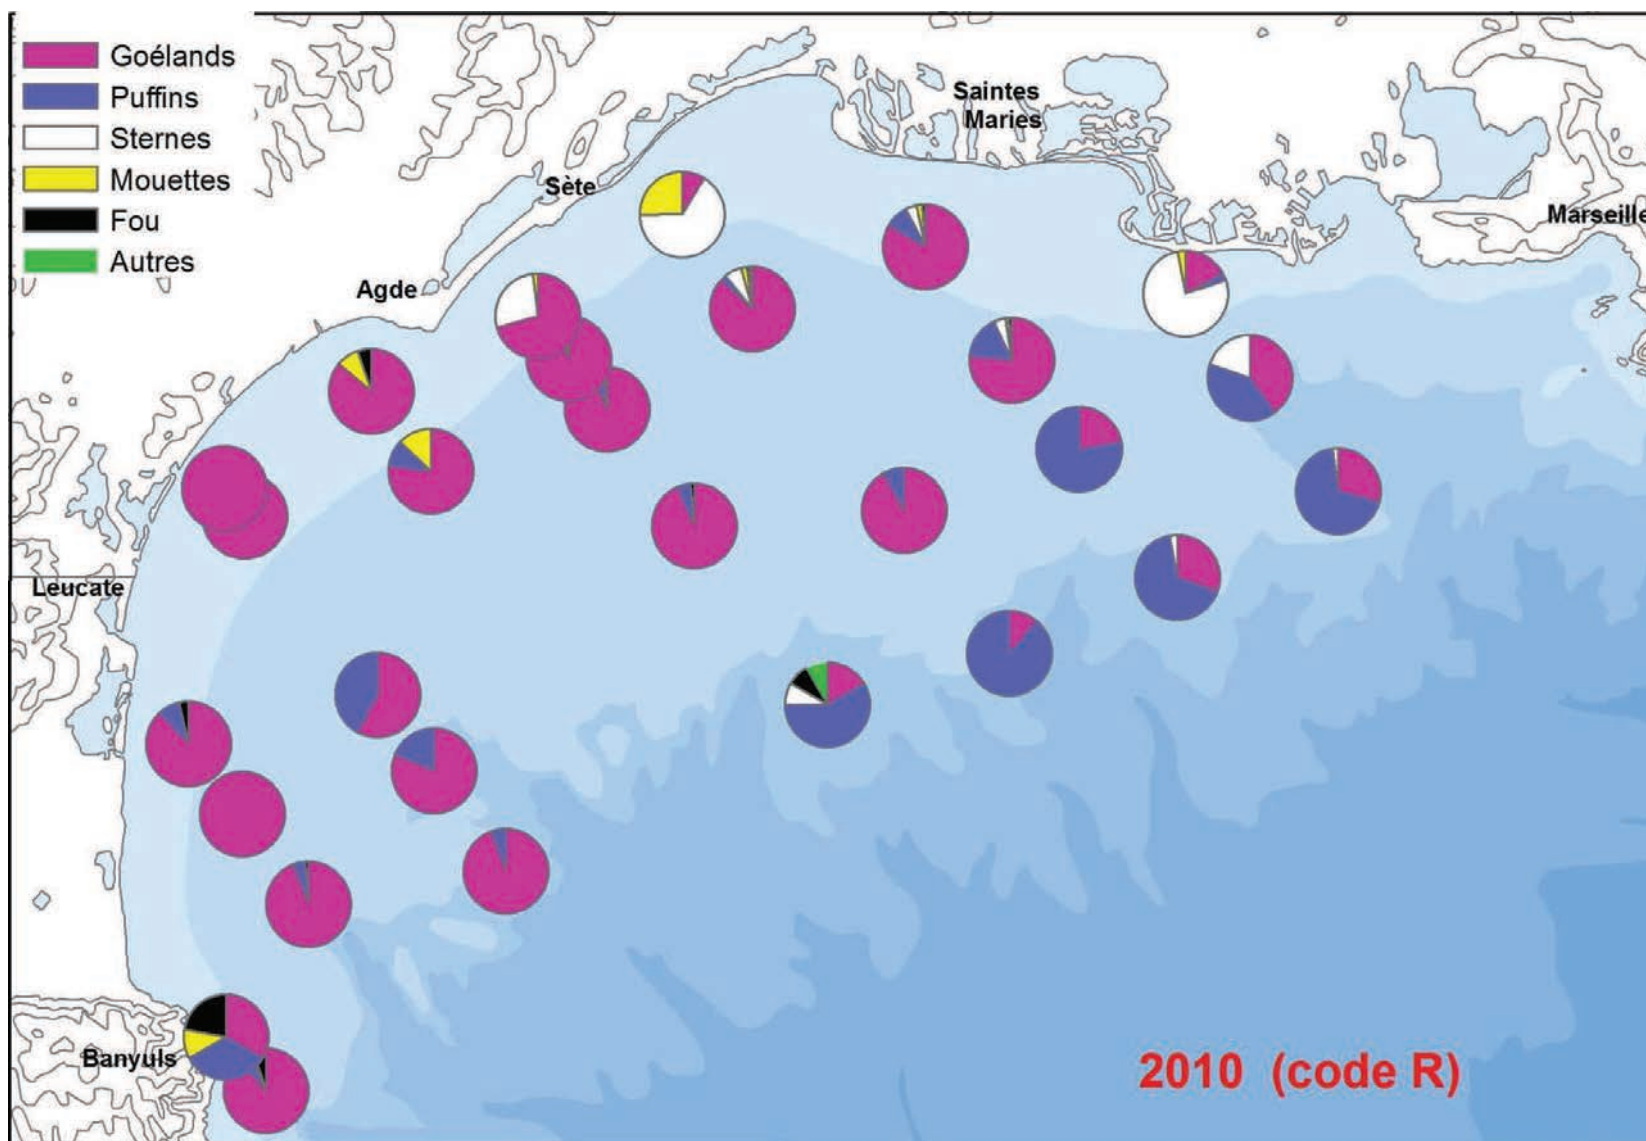 Goélands
Puffins
Sternes
Mouettes
Fou
Autres
Saintes
Maries
Sète
Marseille
Agde
Leucate
Banyuls
2010 (code R)